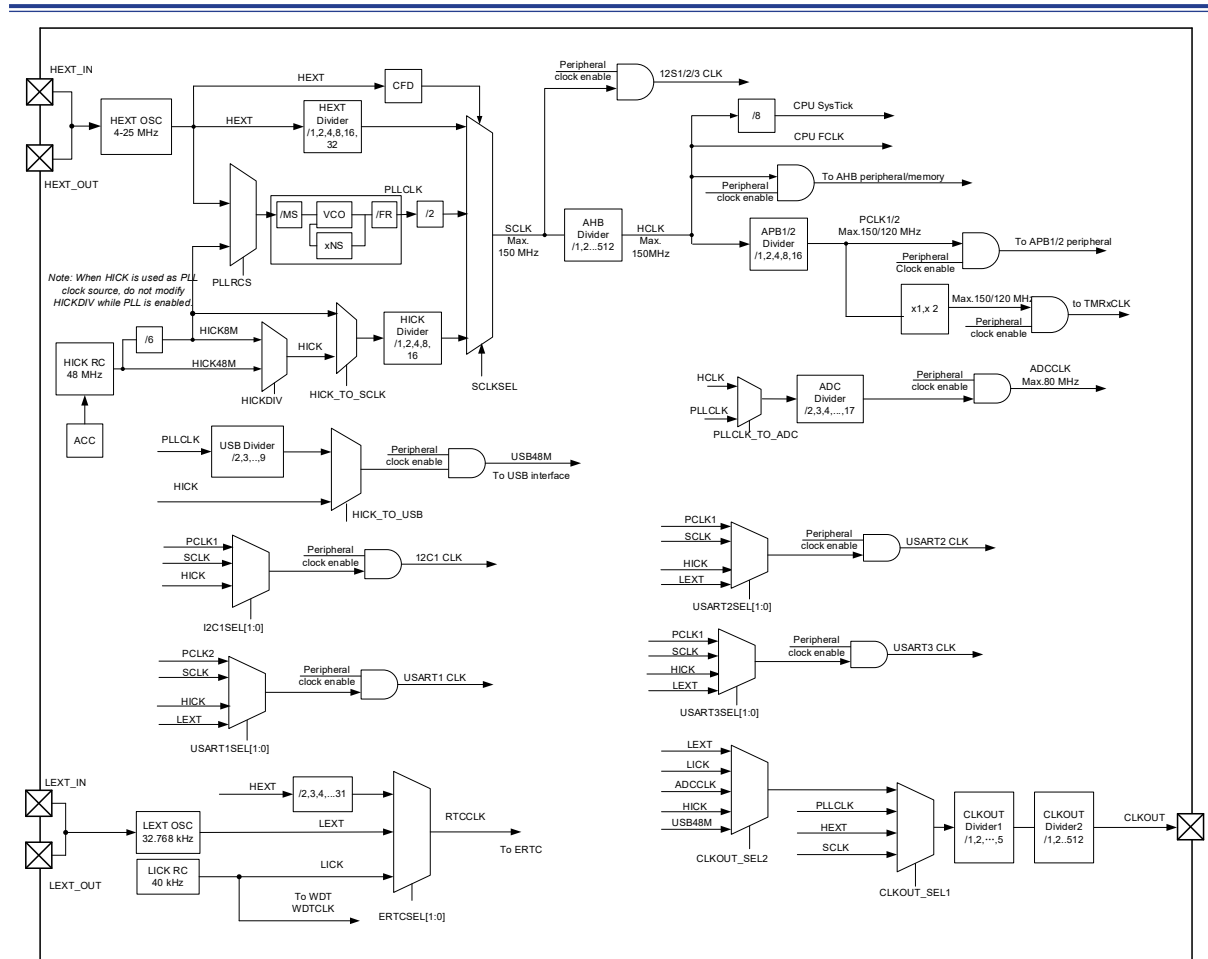 HEXT_IN
HEXT_OUT
HEXT OSC
4-25 MHz
HEXT
CFD
HEXT
HEXT
Divider
/1,2,4,8,16,
32
PLLCLK
/MS
VCO
/FR
/2
xNS
PLLRCS
Note: When HICK is used as PLL
clock source, do not modify
HICKDIV while PLL is enabled.
HICK RC
48 MHz
ACC
/6
HICK8M
HICK48M
HICKDIV
HICK
HICK_TO_SCLK
HICK
Divider
/1,2,4,8,
16
SCLKSEL
SCLK
Max.
150 MHz
Peripheral
clock enable
12S1/2/3 CLK
AHB
Divider
/1,2...512
HCLK
Max.
150MHz
/8
CPU SysTick
CPU FCLK
Peripheral
clock enable
To AHB peripheral/memory
APB1/2
Divider
/1,2,4,8,16
PCLK1/2
Max.150/120 MHz
Peripheral
Clock enable
To APB1/2 peripheral
x1,x 2
Max.150/120 MHz
Peripheral
clock enable
to TMRxCLK
HCLK
PLLCLK
PLLCLK_TO_ADC
ADC
Divider
/2,3,4,...,17
Peripheral
clock enable
ADCCLK
Max.80 MHz
PLLCLK
USB Divider
/2,3,..,9
HICK
HICK_TO_USB
Peripheral
clock enable
USB48M
To USB interface
PCLK1
SCLK
HICK
I2C1SEL[1:0]
Peripheral
clock enable
12C1 CLK
PCLK1
SCLK
HICK
LEXT
USART2SEL[1:0]
Peripheral
clock enable
USART2 CLK
PCLK2
SCLK
HICK
LEXT
USART1SEL[1:0]
Peripheral
clock enable
USART1 CLK
PCLK1
SCLK
HICK
LEXT
USART3SEL[1:0]
Peripheral
clock enable
USART3 CLK
LEXT_IN
LEXT_OUT
LEXT OSC
32.768 kHz
LICK RC
40 kHz
HEXT
/2,3,4,...31
LEXT
LICK
To WDT
WDTCLK
ERTCSEL[1:0]
RTCCLK
To ERTC
LEXT
LICK
ADCCLK
HICK
USB48M
CLKOUT_SEL2
PLLCLK
HEXT
SCLK
CLKOUT_SEL1
CLKOUT
Divider1
/1,2,...,5
CLKOUT
Divider2
/1,2..512
CLKOUT